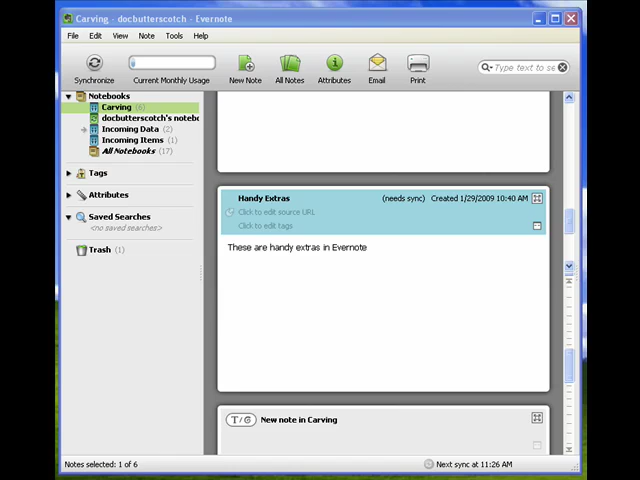 Carving - docbutterscotch - Evernote
File Edit View Note Tools Help
Synchronize Current Monthly Usage New Note All Notes Attributes Email Print Type text to se
Notebooks
Carving (6)
docbutterscotch's notebo
Incoming Data (2)
Incoming Items (1)
All Notebooks (17)
Tags
Attributes
Saved Searches
<no saved searches>
Trash (1)
Handy Extras (needs sync) Created 1/29/2009 10:40 AM
Click to edit source URL
Click to edit tags
These are handy extras in Evernote
New note in Carving
Notes selected: 1 of 6 Next sync at 11:26 AM